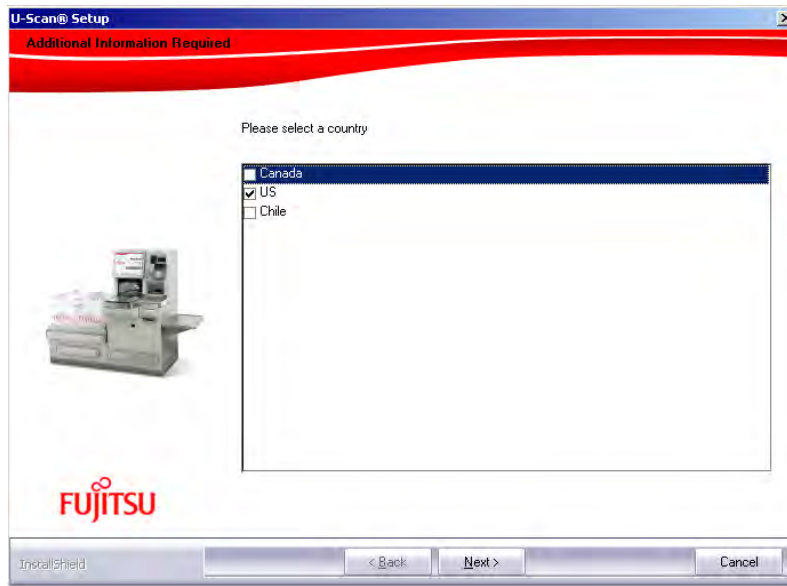 U-Scan® Setup
Additional Information Required
Please select a country
Canada
US
Chile
FUJITSU
InstallShield
< Back
Next >
Cancel